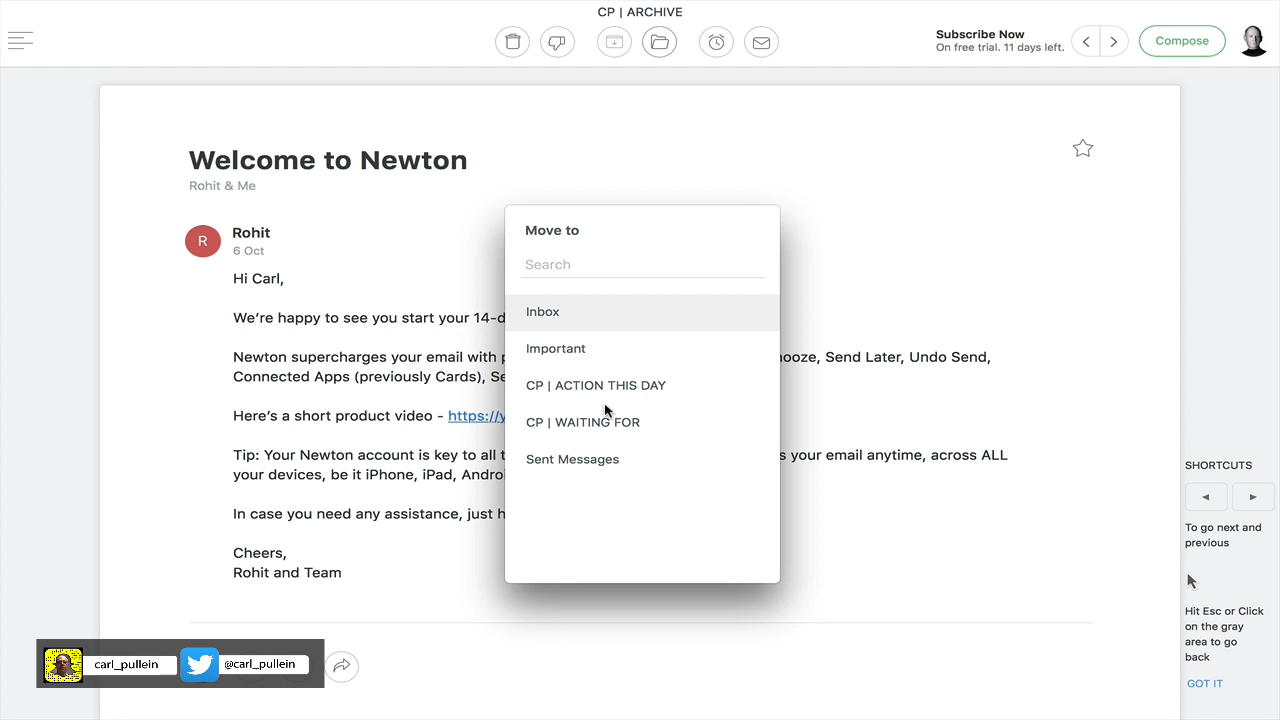 CP | ARCHIVE
Subscribe Now
On free trial. 11 days left.
Compose
Welcome to Newton
Rohit & Me
R
Rohit
6 Oct
Hi Carl,
We're happy to see you start your 14-d
Newton supercharges your email with
nooze, Send Later, Undo Send,
Connected Apps (previously Cards), Se
Here's a short product video - https://y
Tip: Your Newton account is key to all
s your email anytime, across ALL
your devices, be it iPhone, iPad, Andro
In case you need any assistance, just
Cheers,
Rohit and Team
Move to
Search
Inbox
Important
CP | ACTION THIS DAY
CP | WAITING FOR
Sent Messages
SHORTCUTS
To go next and
previous
Hit Esc or Click
on the gray
area to go
back
GOT IT
carl_pullein
@carl_pullein